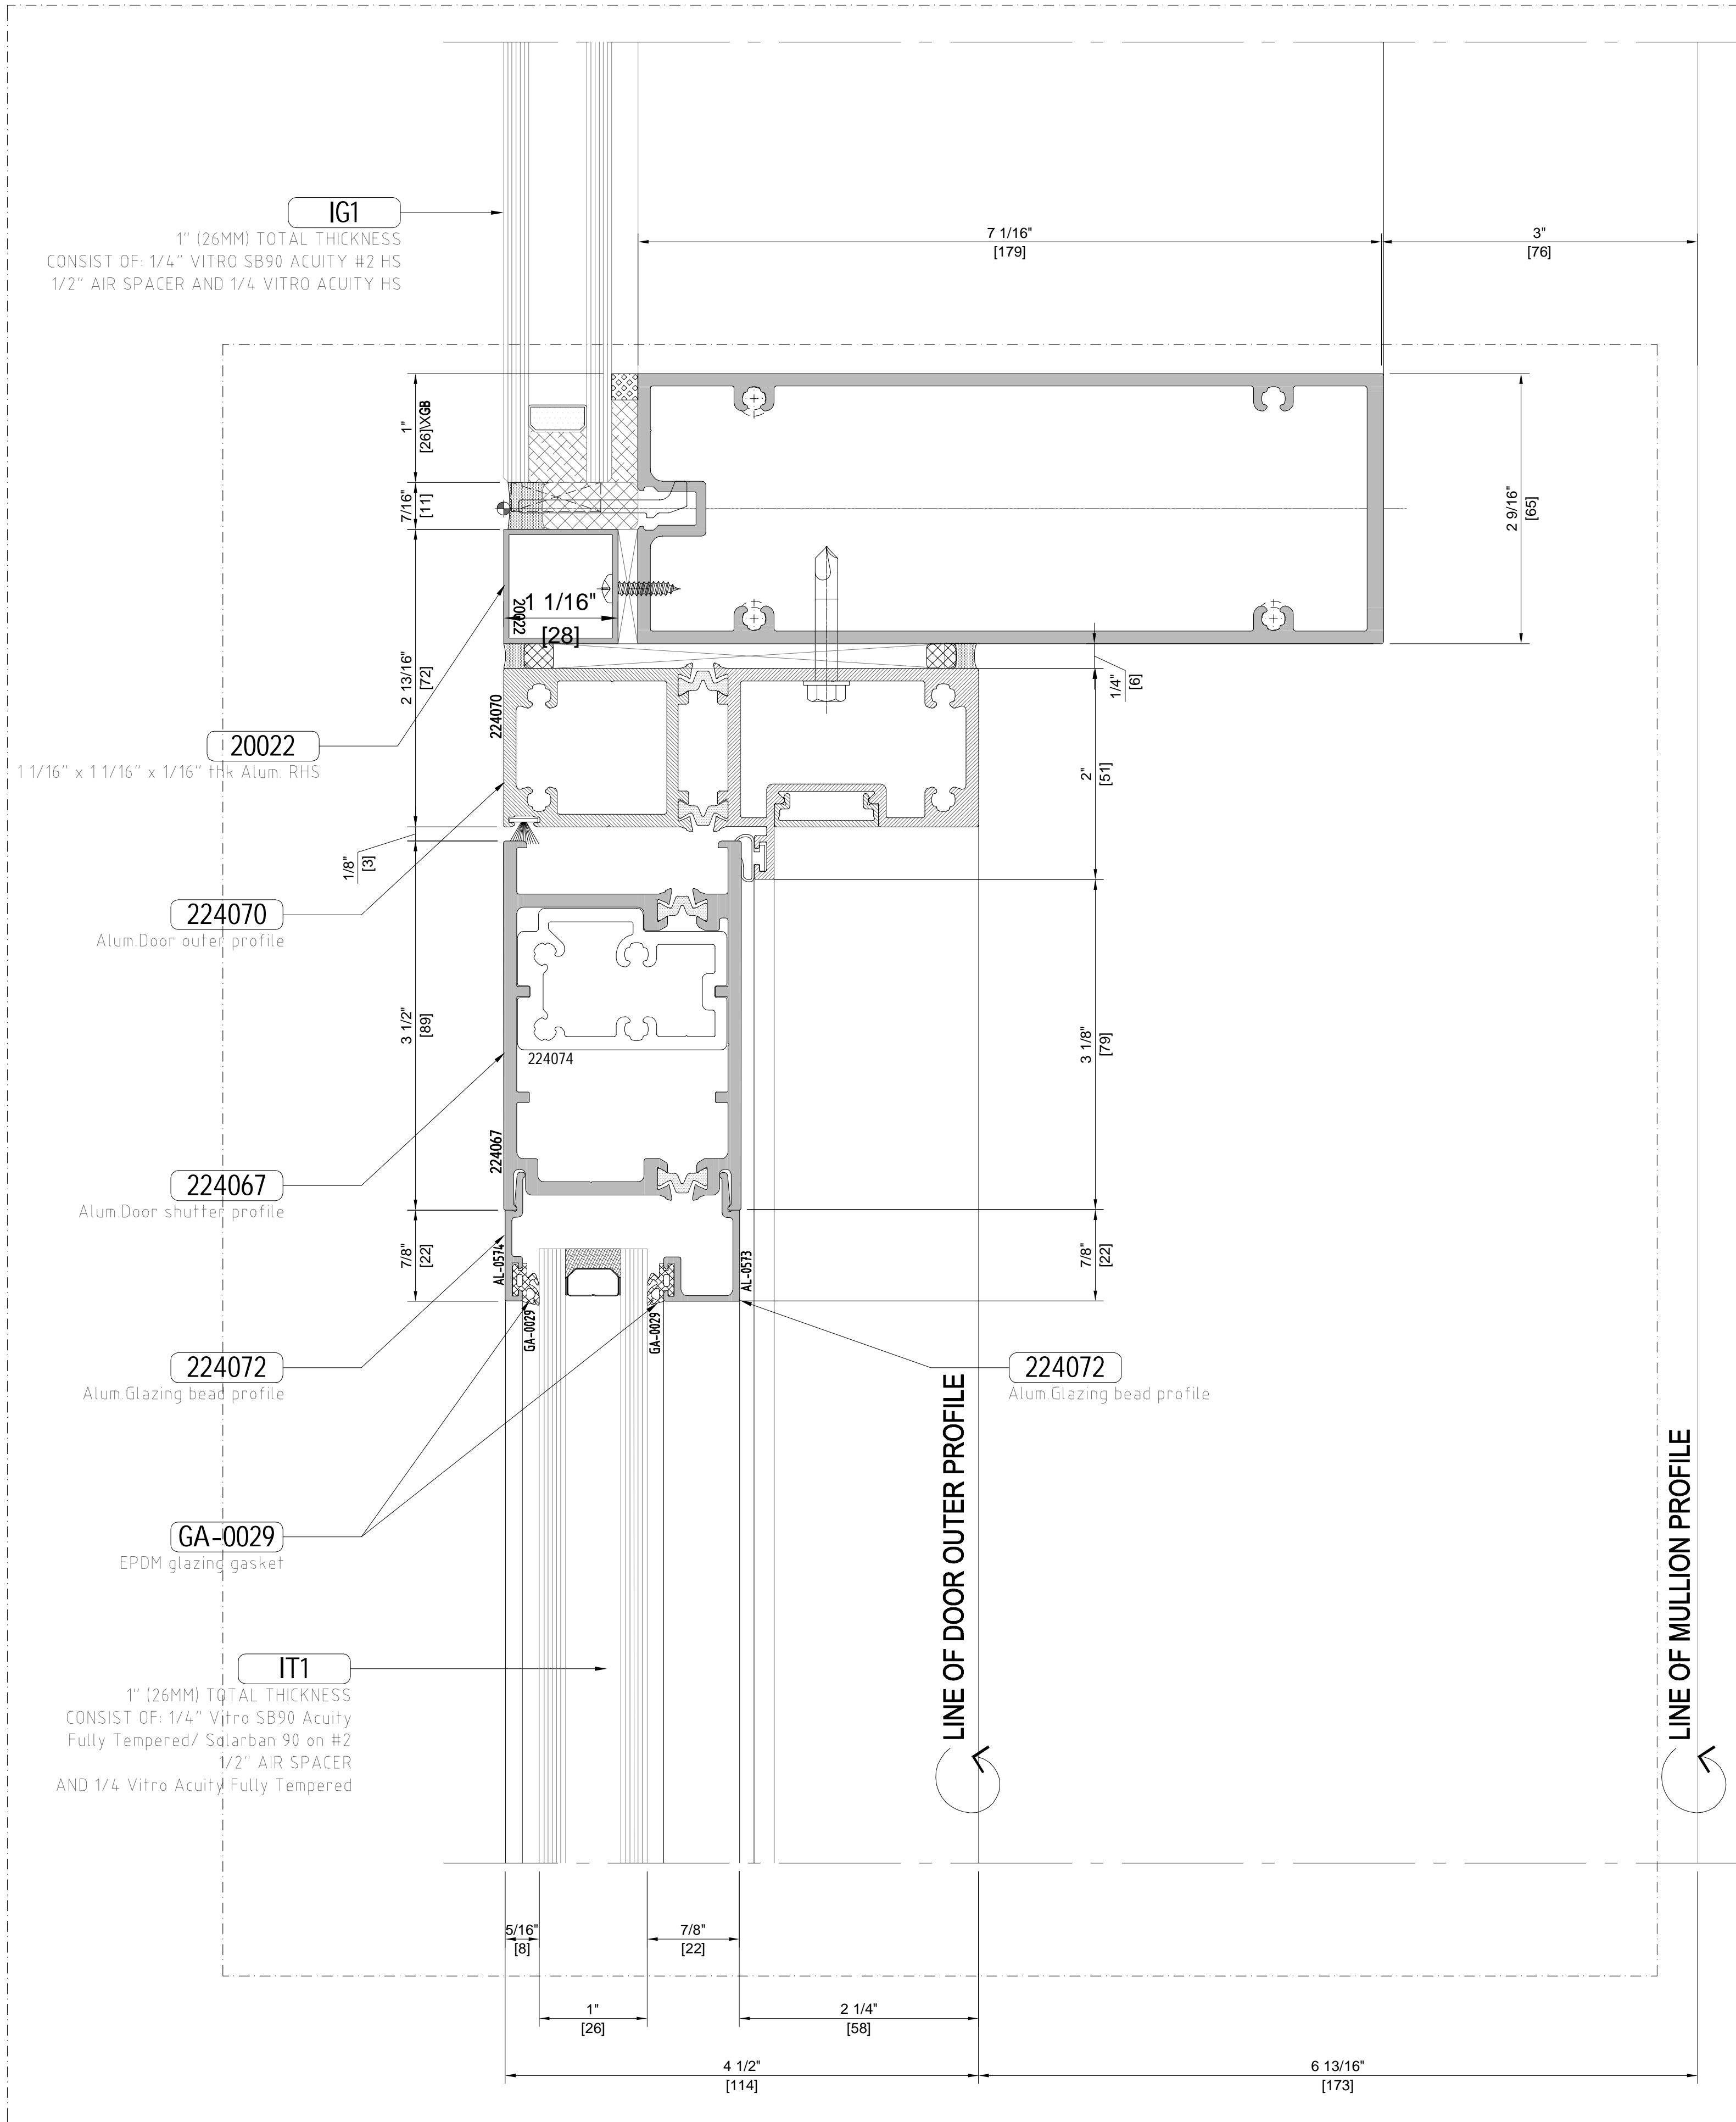 IG1
1" (26MM) TOTAL THICKNESS
CONSIST OF: 1/4" VITRO SB90 ACUITY #2 HS
1/2" AIR SPACER AND 1/4 VITRO ACUITY HS
7 1/16"
[179]
3"
[76]
1"
[26]\XGB
7/16"
[11]
2 9/16"
[65]
20022
1 1/16"
[28]
2 13/16"
[72]
1/4"
[6]
224070
20022
1 1/16" x 1 1/16" x 1/16" thk Alum. RHS
2"
[51]
1/8"
[3]
224070
Alum.Door outer profile
3 1/2"
[89]
3 1/8"
[79]
224074
224067
224067
Alum.Door shutter profile
7/8"
[22]
AL-0574
AL-0573
7/8"
[22]
GA-0029
GA-0029
224072
Alum.Glazing bead profile
224072
Alum.Glazing bead profile
LINE OF DOOR OUTER PROFILE
LINE OF MULLION PROFILE
GA-0029
EPDM glazing gasket
IT1
1" (26MM) TOTAL THICKNESS
CONSIST OF: 1/4" Vitro SB90 Acuity
Fully Tempered/ Solarban 90 on #2
1/2" AIR SPACER
AND 1/4 Vitro Acuity Fully Tempered
5/16"
[8]
7/8"
[22]
1"
[26]
2 1/4"
[58]
4 1/2"
[114]
6 13/16"
[173]